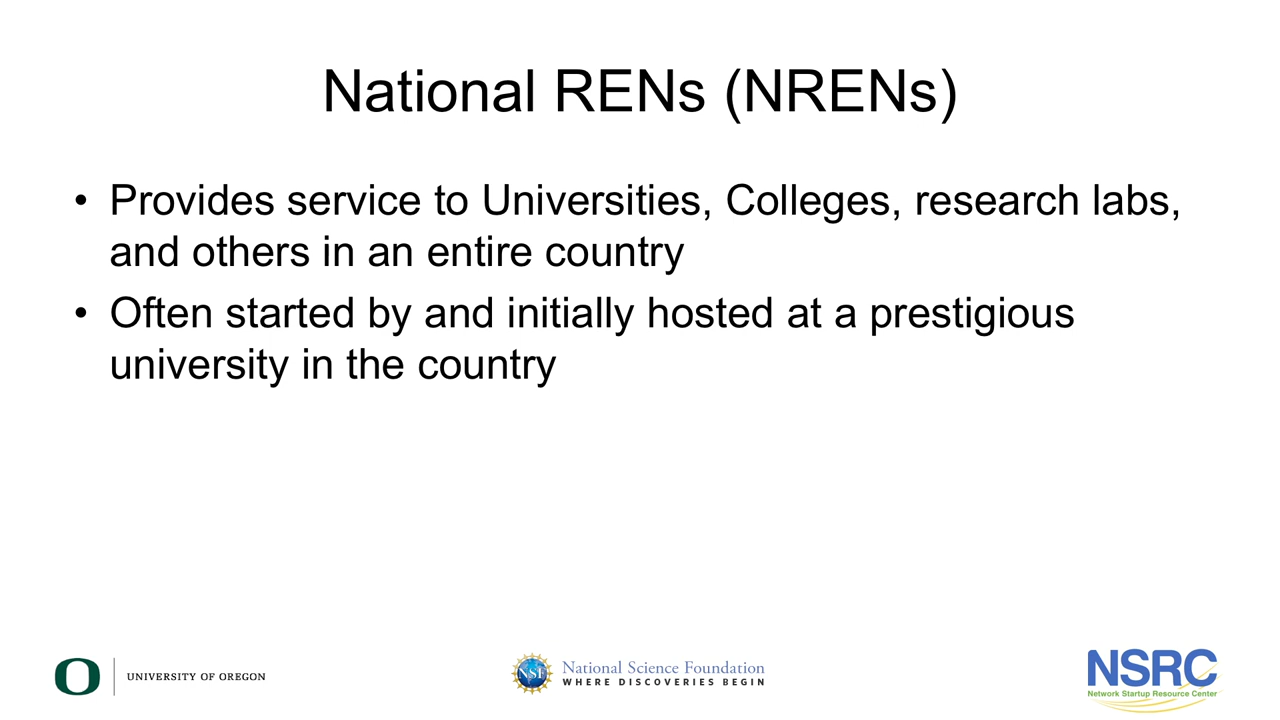 National RENs (NRENs)
• Provides service to Universities, Colleges, research labs,
and others in an entire country
• Often started by and initially hosted at a prestigious
university in the country
O UNIVERSITY OF OREGON
NSF National Science Foundation
WHERE DISCOVERIES BEGIN
NSRC
Network Startup Resource Center